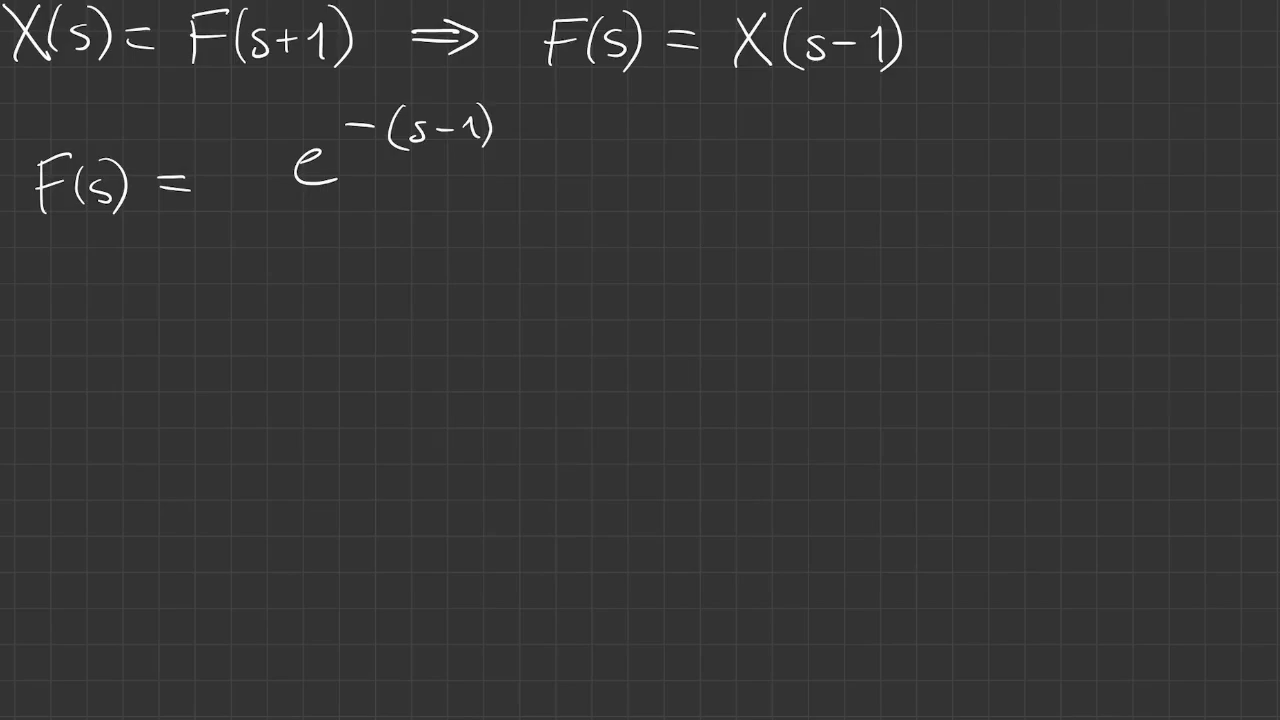 X(s) = F(s+1) ⟹ F(s) = X(s-1)
F(s) = e^{-(s-1)}